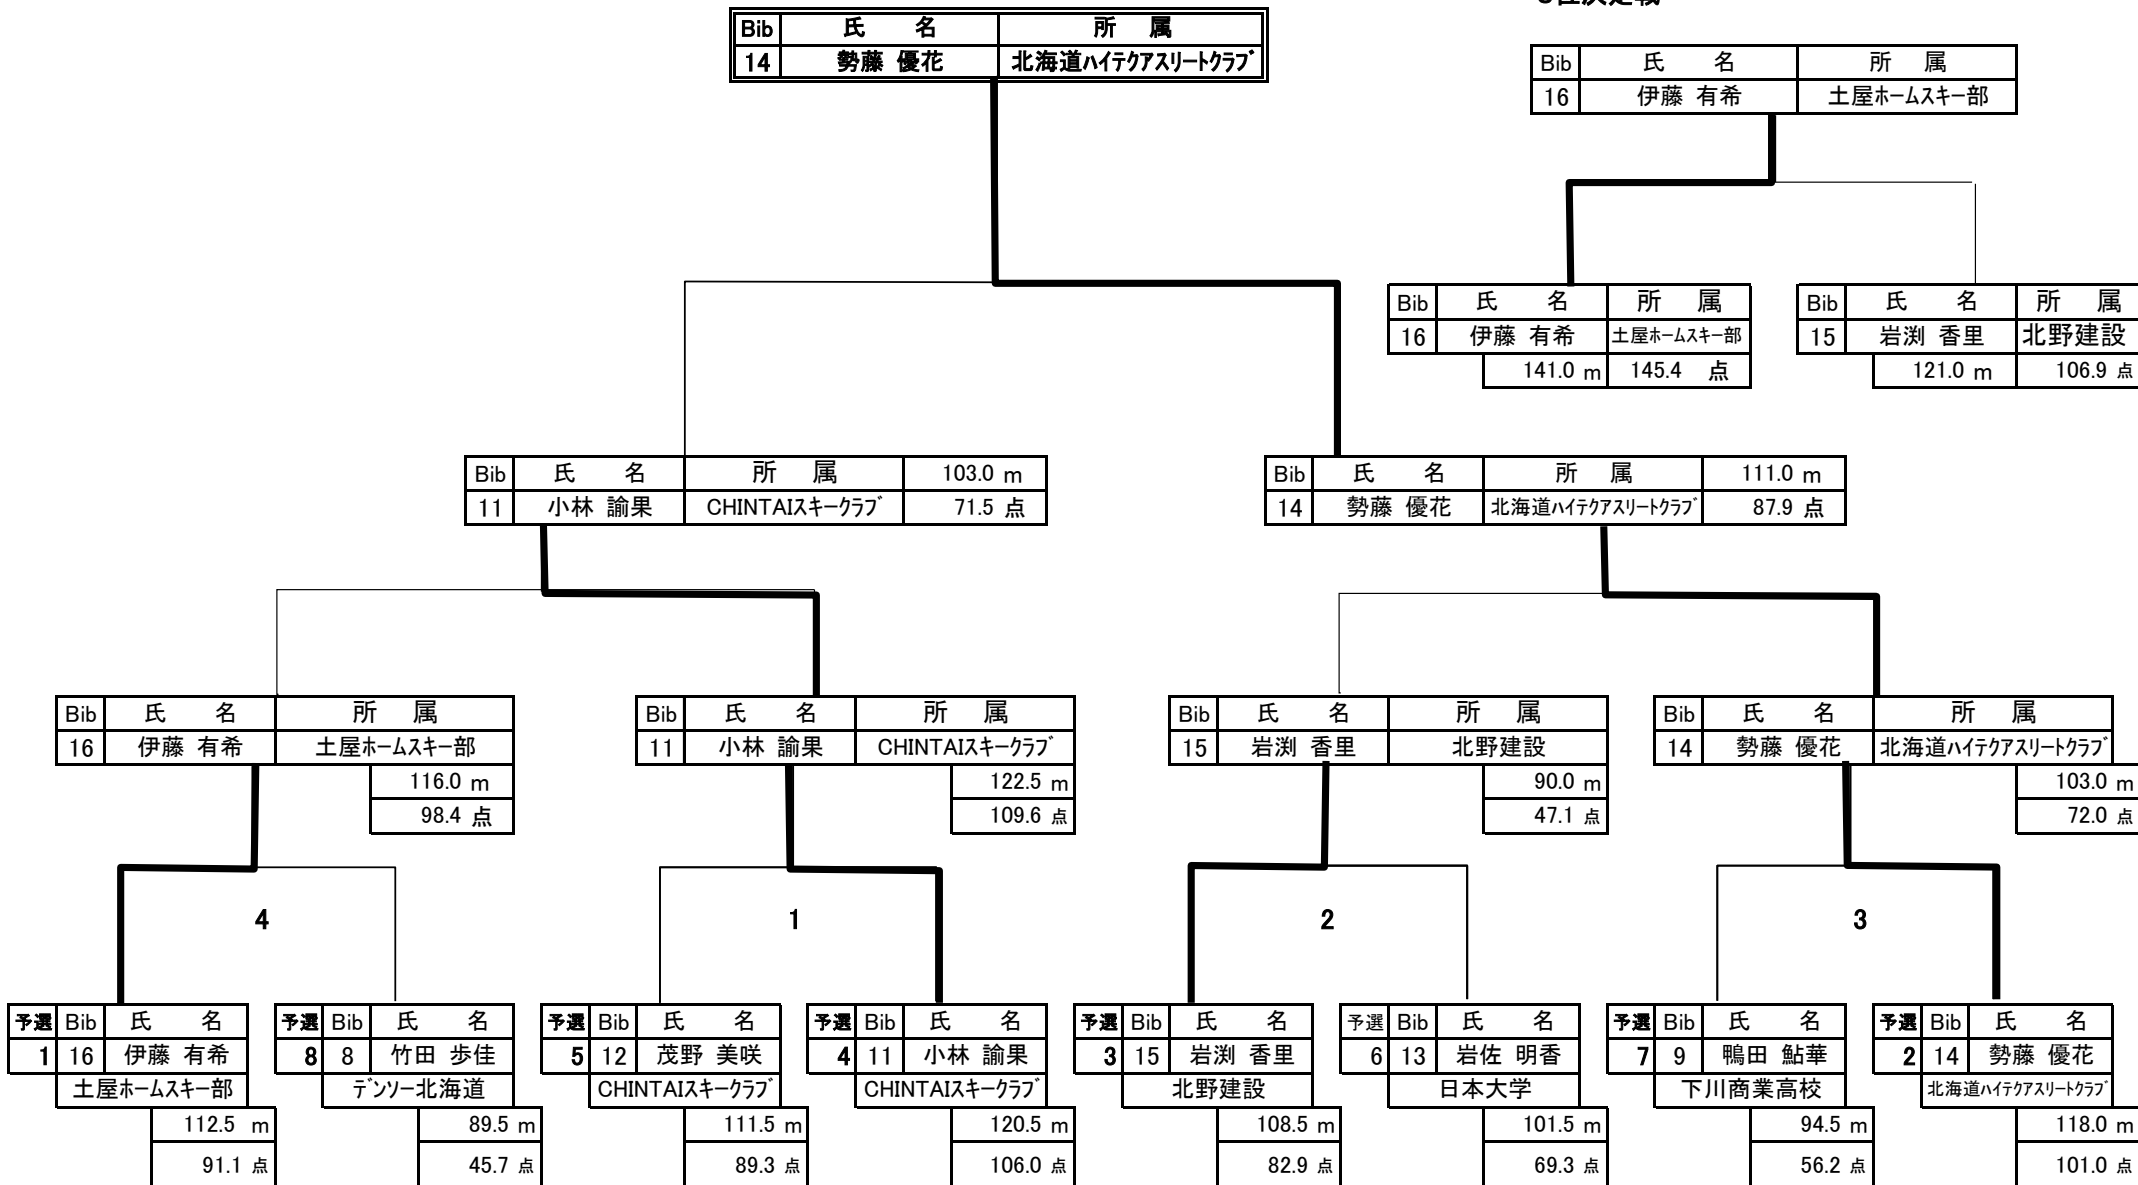 3位決定戦
Bib 氏 名 所 属
14 勢藤 優花 北海道ハイテクアスリートクラブ
Bib 氏 名 所 属
16 伊藤 有希 土屋ホームスキー部
Bib 氏 名 所 属
16 伊藤 有希 土屋ホームスキー部
141.0 m 145.4 点
Bib 氏 名 所 属
15 岩渕 香里 北野建設
121.0 m 106.9 点
Bib 氏 名 所 属 103.0 m
11 小林 諭果 CHINTAIスキークラブ 71.5 点
Bib 氏 名 所 属 111.0 m
14 勢藤 優花 北海道ハイテクアスリートクラブ 87.9 点
Bib 氏 名 所 属
16 伊藤 有希 土屋ホームスキー部
116.0 m
98.4 点
Bib 氏 名 所 属
11 小林 諭果 CHINTAIスキークラブ
122.5 m
109.6 点
Bib 氏 名 所 属
15 岩渕 香里 北野建設
90.0 m
47.1 点
Bib 氏 名 所 属
14 勢藤 優花 北海道ハイテクアスリートクラブ
103.0 m
72.0 点
4 1 2 3
予選 Bib 氏 名
1 16 伊藤 有希
土屋ホームスキー部
112.5 m
91.1 点
予選 Bib 氏 名
8 8 竹田 歩佳
デンソー北海道
89.5 m
45.7 点
予選 Bib 氏 名
5 12 茂野 美咲
CHINTAIスキークラブ
111.5 m
89.3 点
予選 Bib 氏 名
4 11 小林 諭果
CHINTAIスキークラブ
120.5 m
106.0 点
予選 Bib 氏 名
3 15 岩渕 香里
北野建設
108.5 m
82.9 点
予選 Bib 氏 名
6 13 岩佐 明香
日本大学
101.5 m
69.3 点
予選 Bib 氏 名
7 9 鴨田 鮎華
下川商業高校
94.5 m
56.2 点
予選 Bib 氏 名
2 14 勢藤 優花
北海道ハイテクアスリートクラブ
118.0 m
101.0 点